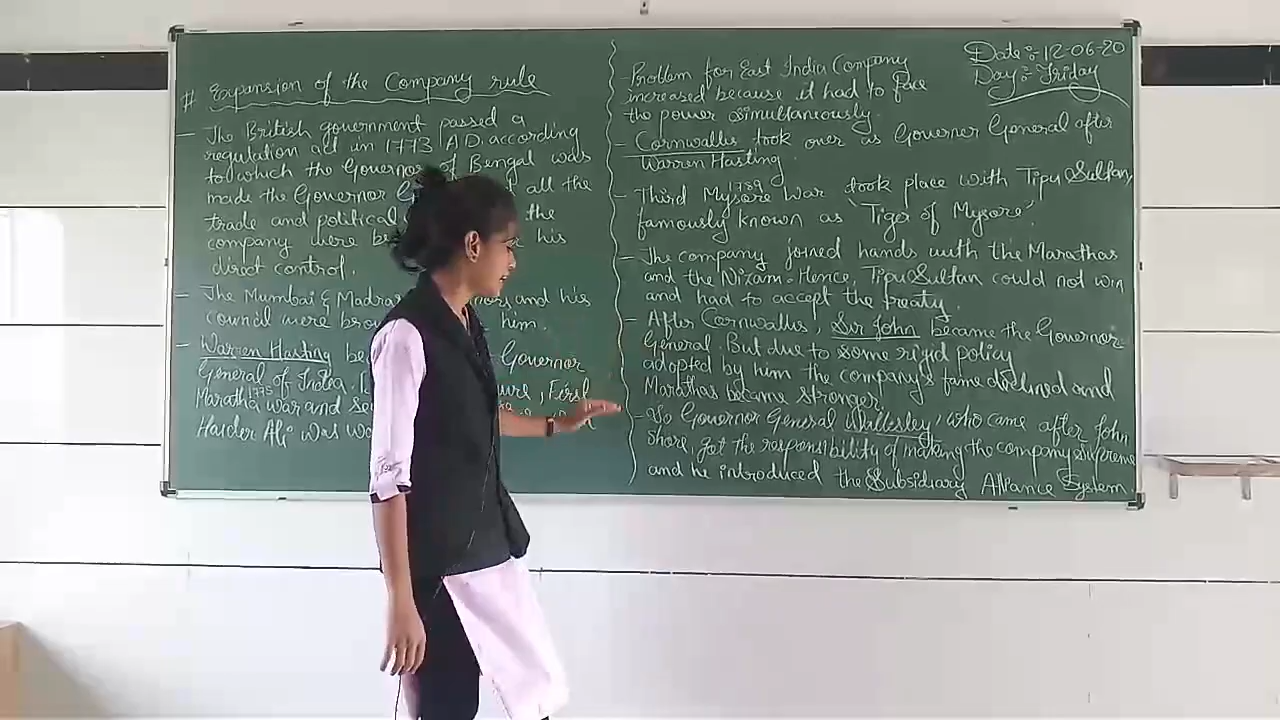 # Expansion of the Company rule
- The British government passed a
regulation act in 1773 A.D. according
to which the Governor of Bengal was
made the Governor G all the
trade and political the
company were his
direct control.
- The Mumbai & and his
council were him.
- Warren Hasting Governor
General of India. , First
1775
Maratha war and
Haider Ali was
- Problem for East India Company
increased because it had to face
the power simultaneously.
- Cornwallis took over as Governer General after
Warren Hasting.
1789
- Third Mysore War took place with Tipu Sultan,
famously known as "Tiger of Mysore".
- The company joined hands with the Marathas
and the Nizam. Hence, Tipu Sultan could not win
and had to accept the treaty.
- After Cornwallis, Sir John became the Governor-
General. But due to some rigid policy
adopted by him the company's fame declined and
Marathas became stronger.
- So Governor General Wallesley, who came after John
Shore, got the responsibility of making the company supreme
and he introduced the Subsidiary Alliance System
Date :- 12-06-20
Day :- Friday